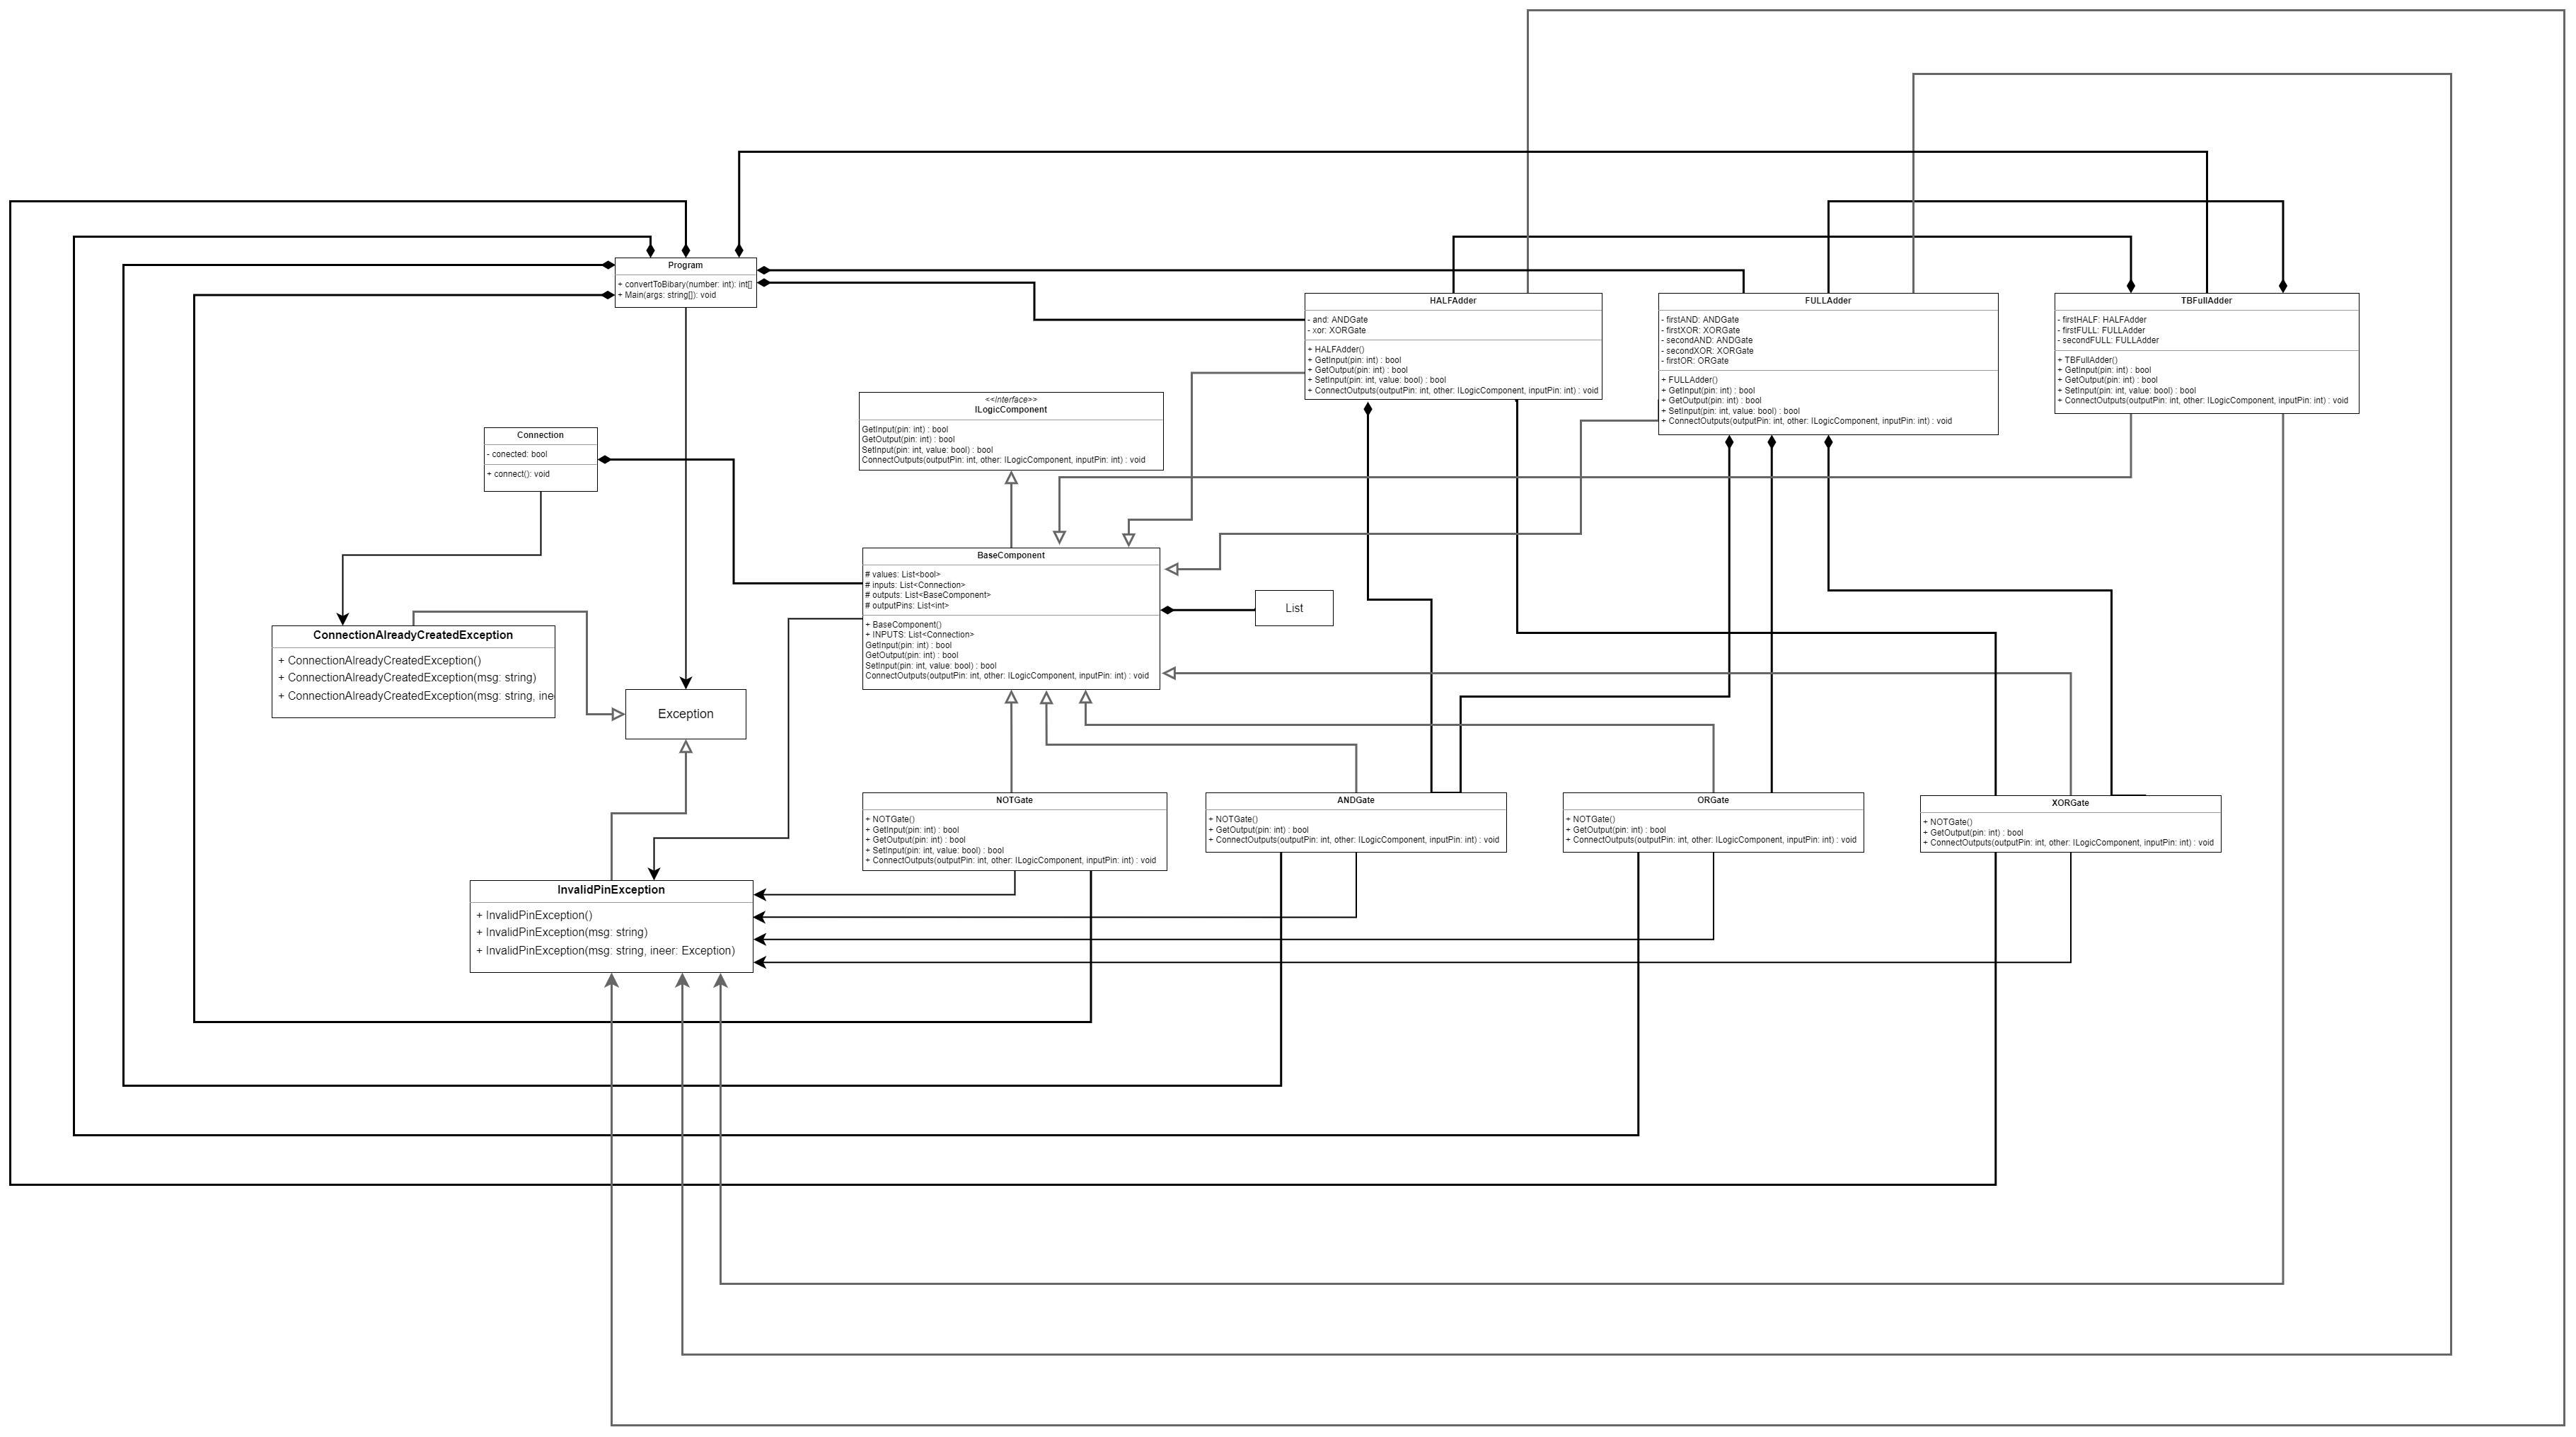 Program
+ convertToBibary(number: int): int[]
+ Main(args: string[]): void
HALFAdder
- and: ANDGate
- xor: XORGate
+ HALFAdder()
+ GetInput(pin: int) : bool
+ GetOutput(pin: int) : bool
+ SetInput(pin: int, value: bool) : bool
+ ConnectOutputs(outputPin: int, other: ILogicComponent, inputPin: int) : void
FULLAdder
- firstAND: ANDGate
- firstXOR: XORGate
- secondAND: ANDGate
- secondXOR: XORGate
- firstOR: ORGate
+ FULLAdder()
+ GetInput(pin: int) : bool
+ GetOutput(pin: int) : bool
+ SetInput(pin: int, value: bool) : bool
+ ConnectOutputs(outputPin: int, other: ILogicComponent, inputPin: int) : void
TBFullAdder
- firstHALF: HALFAdder
- firstFULL: FULLAdder
- secondFULL: FULLAdder
+ TBFullAdder()
+ GetInput(pin: int) : bool
+ GetOutput(pin: int) : bool
+ SetInput(pin: int, value: bool) : bool
+ ConnectOutputs(outputPin: int, other: ILogicComponent, inputPin: int) : void
<<Interface>>
ILogicComponent
GetInput(pin: int) : bool
GetOutput(pin: int) : bool
SetInput(pin: int, value: bool) : bool
ConnectOutputs(outputPin: int, other: ILogicComponent, inputPin: int) : void
Connection
- conected: bool
+ connect(): void
BaseComponent
# values: List<bool>
# inputs: List<Connection>
# outputs: List<BaseComponent>
# outputPins: List<int>
+ BaseComponent()
+ INPUTS: List<Connection>
GetInput(pin: int) : bool
GetOutput(pin: int) : bool
SetInput(pin: int, value: bool) : bool
ConnectOutputs(outputPin: int, other: ILogicComponent, inputPin: int) : void
List
ConnectionAlreadyCreatedException
+ ConnectionAlreadyCreatedException()
+ ConnectionAlreadyCreatedException(msg: string)
+ ConnectionAlreadyCreatedException(msg: string, ine
Exception
NOTGate
+ NOTGate()
+ GetInput(pin: int) : bool
+ GetOutput(pin: int) : bool
+ SetInput(pin: int, value: bool) : bool
+ ConnectOutputs(outputPin: int, other: ILogicComponent, inputPin: int) : void
ANDGate
+ NOTGate()
+ GetOutput(pin: int) : bool
+ ConnectOutputs(outputPin: int, other: ILogicComponent, inputPin: int) : void
ORGate
+ NOTGate()
+ GetOutput(pin: int) : bool
+ ConnectOutputs(outputPin: int, other: ILogicComponent, inputPin: int) : void
XORGate
+ NOTGate()
+ GetOutput(pin: int) : bool
+ ConnectOutputs(outputPin: int, other: ILogicComponent, inputPin: int) : void
InvalidPinException
+ InvalidPinException()
+ InvalidPinException(msg: string)
+ InvalidPinException(msg: string, ineer: Exception)